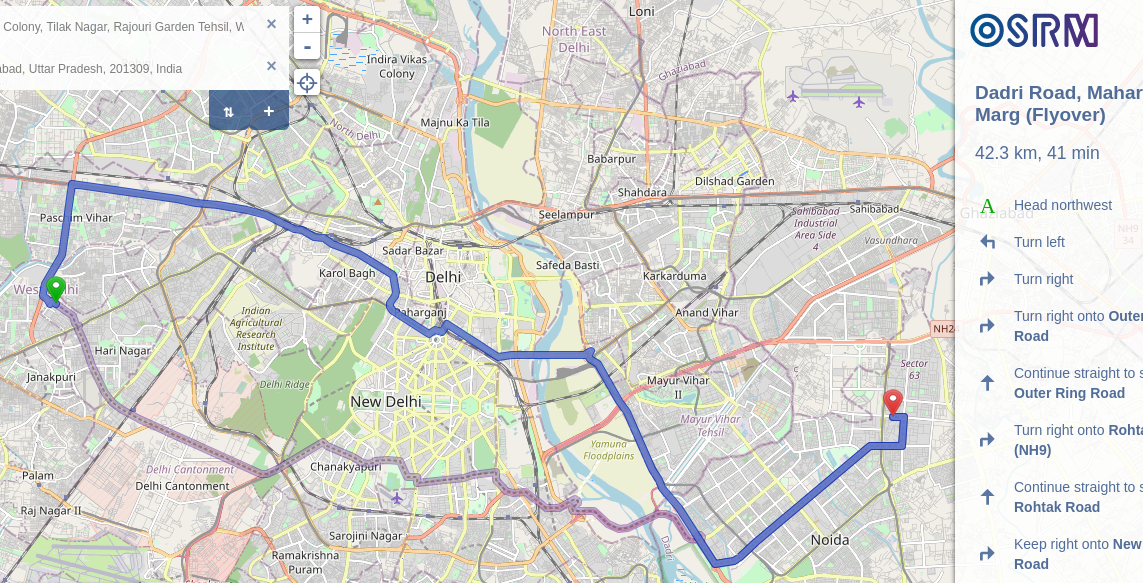 Colony, Tilak Nagar, Rajouri Garden Tehsil, W
abad, Uttar Pradesh, 201309, India
+
-
⇅ +
OSRM
Dadri Road, Mahar
Marg (Flyover)
42.3 km, 41 min
A Head northwest
Turn left
Turn right
Turn right onto Outer
Road
Continue straight to s
Outer Ring Road
Turn right onto Rohta
(NH9)
Continue straight to s
Rohtak Road
Keep right onto New
Road
Loni
North East
Delhi
Indira Vikas
Colony
Ghaziabad
North Delhi
Majnu Ka Tila
Babarpur
Dilshad Garden
Shahdara
Seelampur
Sahibabad
Industrial
Area Side
4
Sahibabad
Ghaziabad
Vasundhara
NH9
34
Paschim Vihar
Sadar Bazar
Karol Bagh
Delhi
Safeda Basti
Karkarduma
West Delhi
Paharganj
Anand Vihar
Indian
Agricultural
Research
Institute
NH24
Hari Nagar
Janakpuri
Delhi Ridge
New Delhi
Mayur Vihar
II
Sector
63
Mayur Vihar
Tehsil
Yamuna
Floodplains
Chanakyapuri
Delhi Cantonment
Delhi Cantonment
Palam
Raj Nagar II
Sarojini Nagar
Ramakrishna
Puram
Dadri
Noida